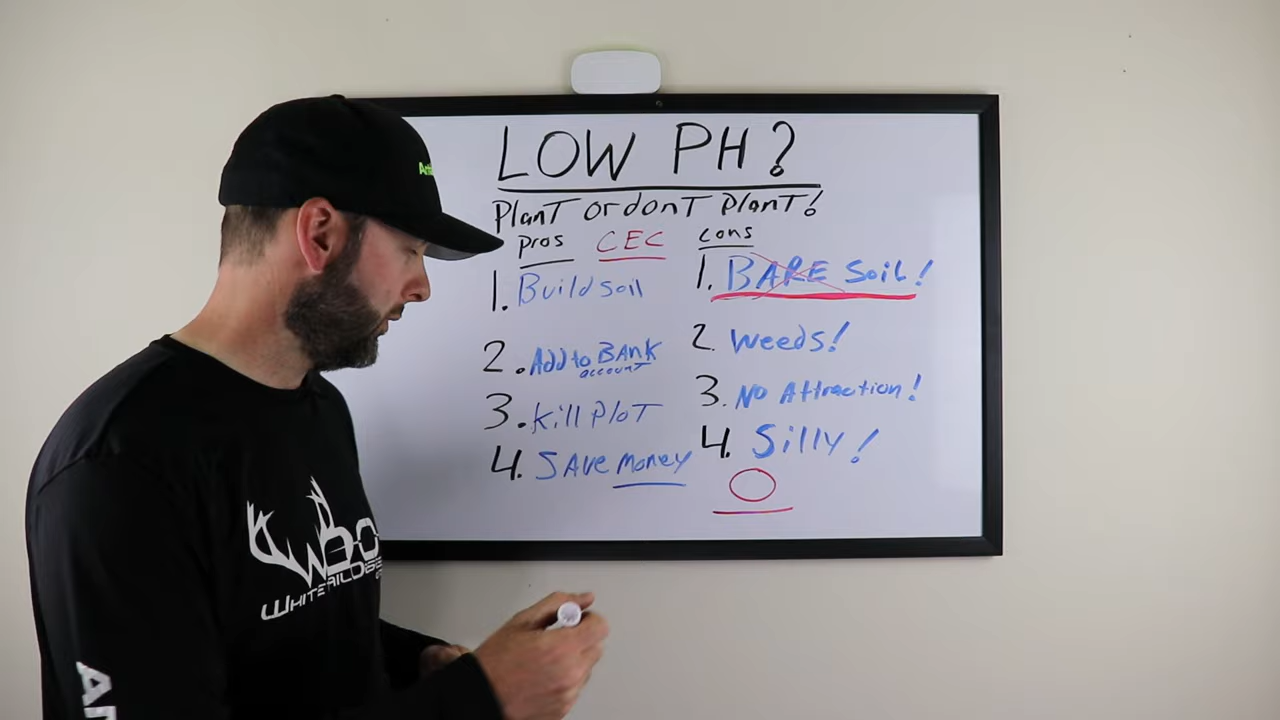 LOW PH?
PlanT or donT PlanT!
Pros CEC Cons
1. Build soil
2. Add to BAnk
account
3. Kill PloT
4. SAve money
1. BARE SoiL!
2. Weeds!
3. No Attraction!
4. Silly!